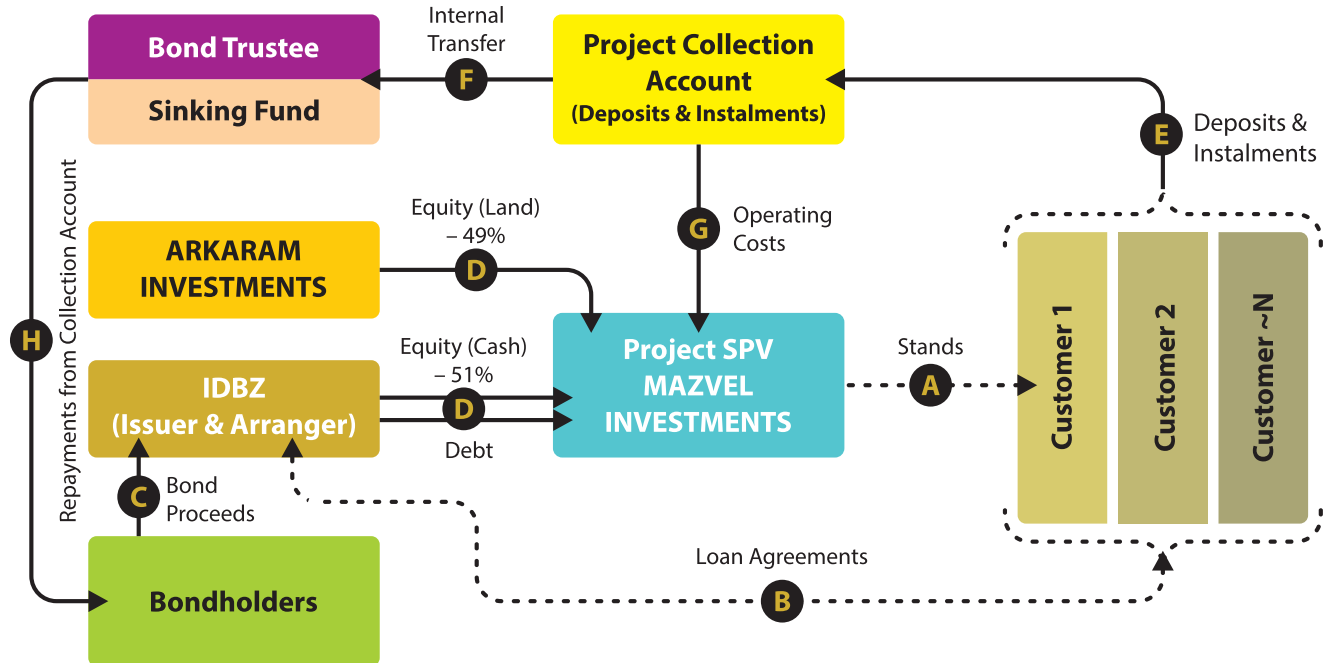 Bond Trustee
Sinking Fund
Internal
Transfer
F
Project Collection
Account
(Deposits & Instalments)
E
Deposits &
Instalments
Repayments from Collection Account
H
ARKARAM
INVESTMENTS
Equity (Land)
– 49%
D
G
Operating
Costs
IDBZ
(Issuer & Arranger)
Equity (Cash)
– 51%
D
Debt
Project SPV
MAZVEL
INVESTMENTS
Stands
A
Customer 1
Customer 2
Customer ~N
C
Bond
Proceeds
Bondholders
Loan Agreements
B